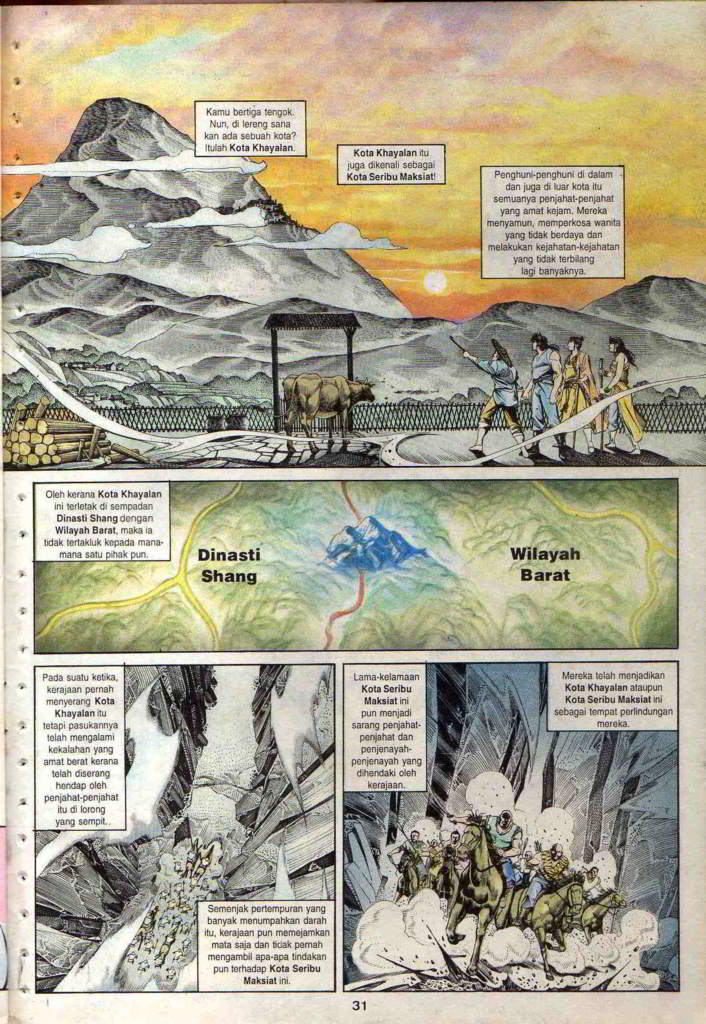 Kamu bertiga tengok.
Nun, di lereng sana
kan ada sebuah kota?
Itulah Kota Khayalan.
Kota Khayalan itu
juga dikenali sebagai
Kota Seribu Maksiat!
Penghuni-penghuni di dalam
dan juga di luar kota itu
semuanya penjahat-penjahat
yang amat kejam. Mereka
menyamun, memperkosa wanita
yang tidak berdaya dan
melakukan kejahatan-kejahatan
yang tidak terbilang
lagi banyaknya.
Oleh kerana Kota Khayalan
ini terletak di sempadan
Dinasti Shang dengan
Wilayah Barat, maka ia
tidak tertakluk kepada mana-
mana satu pihak pun.
Dinasti
Shang
Wilayah
Barat
Pada suatu ketika,
kerajaan pernah
menyerang Kota
Khayalan itu
tetapi pasukannya
telah mengalami
kekalahan yang
amat berat kerana
telah diserang
hendap oleh
penjahat-penjahat
itu di lorong
yang sempit..
Semenjak pertempuran yang
banyak menumpahkan darah
itu, kerajaan pun memejamkan
mata saja dan tidak pernah
mengambil apa-apa tindakan
pun terhadap Kota Seribu
Maksiat ini.
Lama-kelamaan
Kota Seribu
Maksiat ini
pun menjadi
sarang penjahat-
penjahat dan
penjenayah-
penjenayah yang
dihendaki oleh
kerajaan.
Mereka telah menjadikan
Kota Khayalan ataupun
Kota Seribu Maksiat ini
sebagai tempat perlindungan
mereka.
31